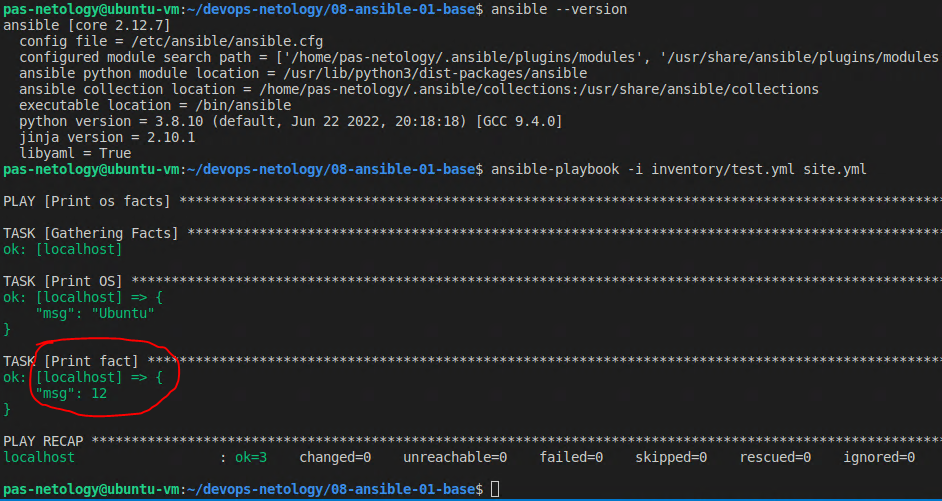 pas-netology@ubuntu-vm:~/devops-netology/08-ansible-01-base$ ansible --version
ansible [core 2.12.7]
  config file = /etc/ansible/ansible.cfg
  configured module search path = ['/home/pas-netology/.ansible/plugins/modules', '/usr/share/ansible/plugins/modules
  ansible python module location = /usr/lib/python3/dist-packages/ansible
  ansible collection location = /home/pas-netology/.ansible/collections:/usr/share/ansible/collections
  executable location = /bin/ansible
  python version = 3.8.10 (default, Jun 22 2022, 20:18:18) [GCC 9.4.0]
  jinja version = 2.10.1
  libyaml = True
pas-netology@ubuntu-vm:~/devops-netology/08-ansible-01-base$ ansible-playbook -i inventory/test.yml site.yml
PLAY [Print os facts] ***********************************************************************************************
TASK [Gathering Facts] **********************************************************************************************
ok: [localhost]
TASK [Print OS] *****************************************************************************************************
ok: [localhost] => {
    "msg": "Ubuntu"
}
TASK [Print fact] ***************************************************************************************************
ok: [localhost] => {
    "msg": 12
}
PLAY RECAP **********************************************************************************************************
localhost                  : ok=3    changed=0    unreachable=0    failed=0    skipped=0    rescued=0    ignored=0
pas-netology@ubuntu-vm:~/devops-netology/08-ansible-01-base$